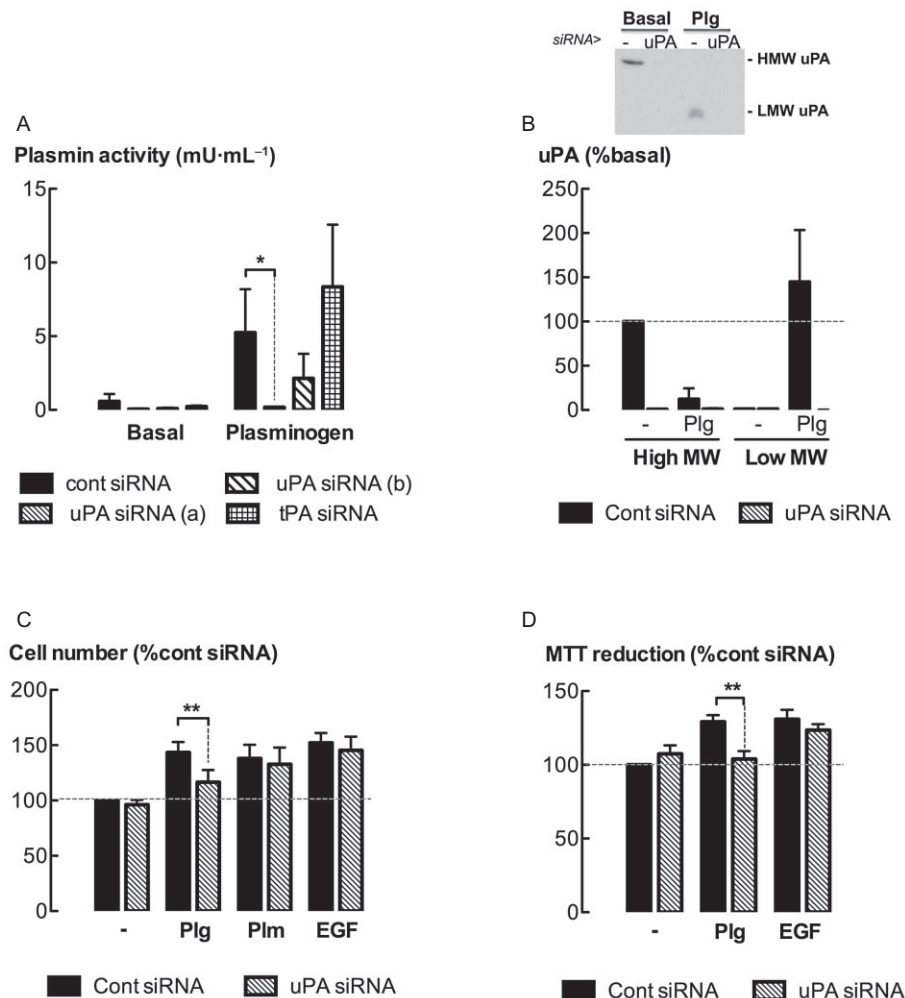 Basal Plg
siRNA> - uPA - uPA
- HMW uPA
- LMW uPA
A
Plasmin activity (mU·mL⁻¹)
15
10
5
0
*
Basal Plasminogen
cont siRNA uPA siRNA (b)
uPA siRNA (a) tPA siRNA
B
uPA (%basal)
250
200
150
100
50
0
- Plg - Plg
High MW Low MW
Cont siRNA uPA siRNA
C
Cell number (%cont siRNA)
200
150
100
50
0
**
- Plg Plm EGF
Cont siRNA uPA siRNA
D
MTT reduction (%cont siRNA)
150
100
50
0
**
- Plg EGF
Cont siRNA uPA siRNA